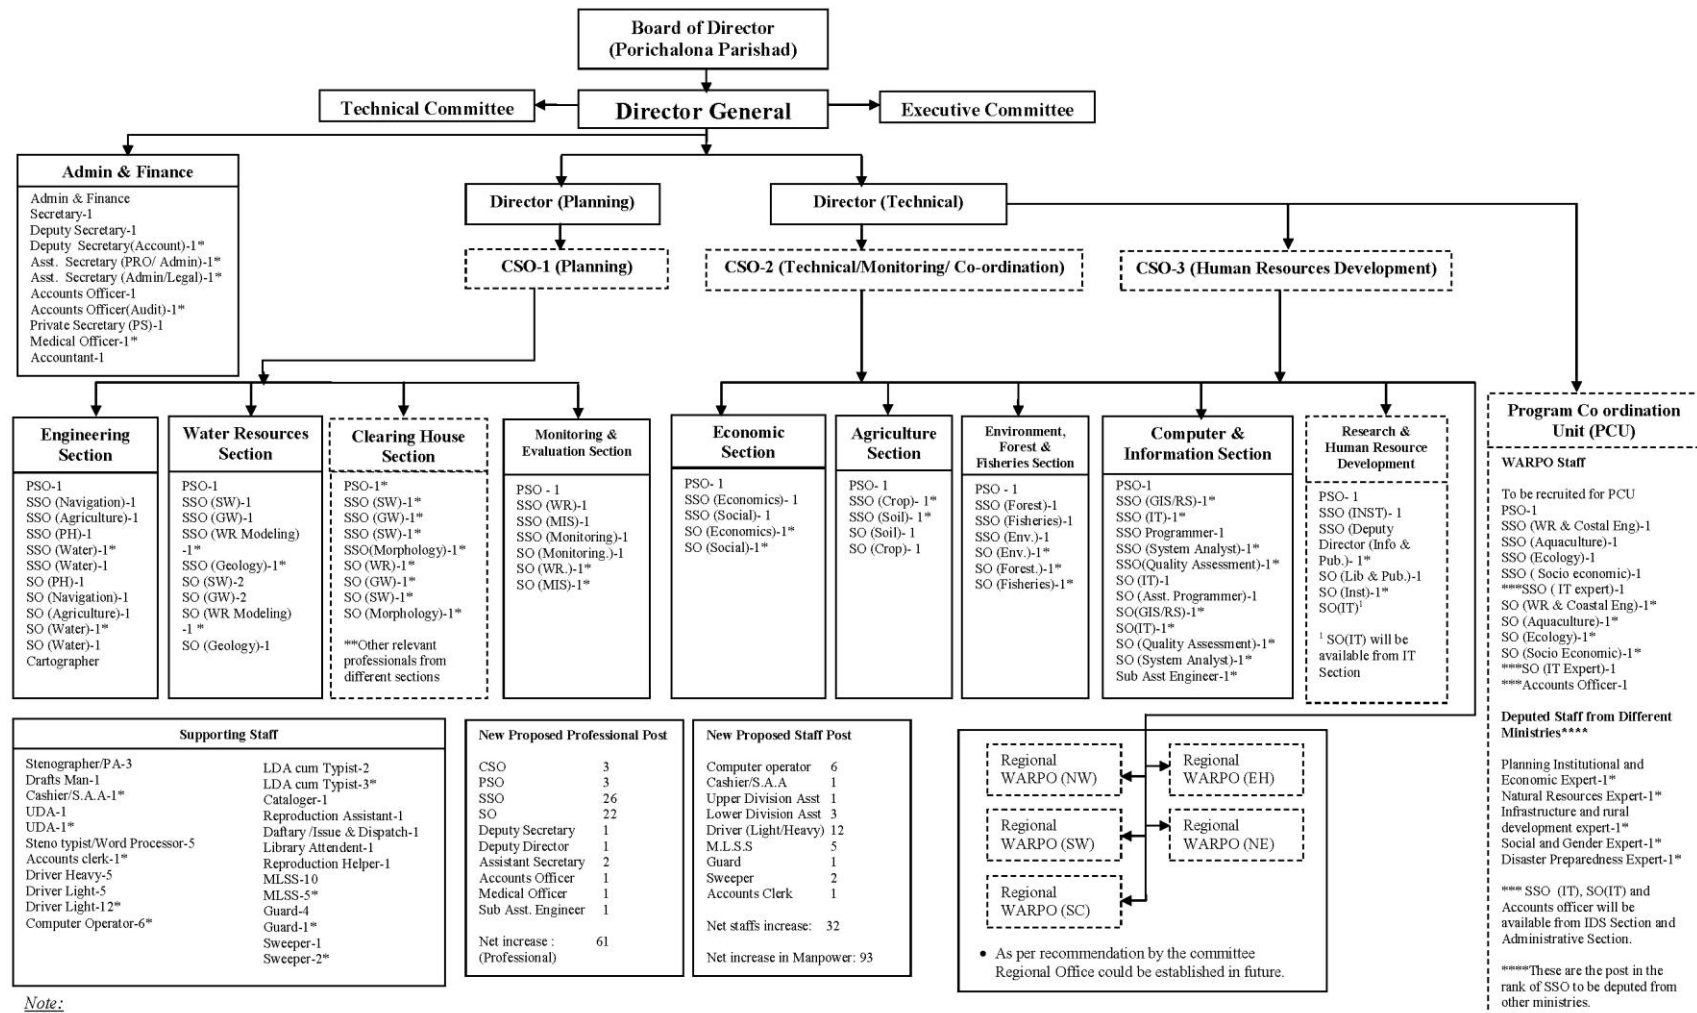 Board of Director
(Porichalona Parishad)
Technical Committee
Director General
Executive Committee
Admin & Finance
Admin & Finance
Secretary-1
Deputy Secretary-1
Deputy Secretary(Account)-1*
Asst. Secretary (PRO/ Admin)-1*
Asst. Secretary (Admin/Legal)-1*
Accounts Officer-1
Accounts Officer(Audit)-1*
Private Secretary (PS)-1
Medical Officer-1*
Accountant-1
Director (Planning)
Director (Technical)
CSO-1 (Planning)
CSO-2 (Technical/Monitoring/ Co-ordination)
CSO-3 (Human Resources Development)
Engineering
Section
PSO-1
SSO (Navigation)-1
SSO (Agriculture)-1
SSO (PH)-1
SSO (Water)-1*
SSO (Water)-1
SO (PH)-1
SO (Navigation)-1
SO (Agriculture)-1
SO (Water)-1*
SO (Water)-1
Cartographer
Water Resources
Section
PSO-1
SSO (SW)-1
SSO (GW)-1
SSO (WR Modeling)
-1*
SSO (Geology)-1*
SO (SW)-2
SO (GW)-2
SO (WR Modeling)
-1 *
SO (Geology)-1
Clearing House
Section
PSO-1*
SSO (SW)-1*
SSO (GW)-1*
SSO (SW)-1*
SSO(Morphology)-1*
SO (WR)-1*
SO (GW)-1*
SO (SW)-1*
SO (Morphology)-1*
**Other relevant
professionals from
different sections
Monitoring &
Evaluation Section
PSO - 1
SSO (WR)-1
SSO (MIS)-1
SSO (Monitoring)-1
SO (Monitoring.)-1
SO (WR.)-1*
SO (MIS)-1*
Economic
Section
PSO- 1
SSO (Economics)- 1
SSO (Social)- 1
SO (Economics)-1*
SO (Social)-1*
Agriculture
Section
PSO- 1
SSO (Crop)-1*
SSO (Soil)-1*
SO (Soil)- 1
SO (Crop)- 1
Environment,
Forest &
Fisheries Section
PSO - 1
SSO (Forest)-1
SSO (Fisheries)-1
SSO (Env.)-1
SO (Env.)-1*
SO (Forest.)-1*
SO (Fisheries)-1*
Computer &
Information Section
PSO-1
SSO (GIS/RS)-1*
SSO (IT)-1*
SSO Programmer-1
SSO (System Analyst)-1*
SSO(Quality Assessment)-1*
SO (IT)-1
SO (Asst. Programmer)-1
SO(GIS/RS)-1*
SO(IT)-1*
SO (Quality Assessment)-1*
SO (System Analyst)-1*
Sub Asst Engineer-1*
Research &
Human Resource
Development
PSO- 1
SSO (INST)- 1
SSO (Deputy
Director (Info &
Pub.)- 1*
SO (Lib & Pub.)-1
SO (Inst)-1*
SO(IT)¹
¹ SO(IT) will be
available from IT
Section
Program Co ordination
Unit (PCU)
WARPO Staff
To be recruited for PCU
PSO-1
SSO (WR & Costal Eng)-1
SSO (Aquaculture)-1
SSO (Ecology)-1
SSO ( Socio economic)-1
***SSO ( IT expert)-1
SO (WR & Coastal Eng)-1*
SO (Aquaculture)-1*
SO (Ecology)-1*
SO (Socio Economic)-1*
***SO (IT Expert)-1
***Accounts Officer-1
Deputed Staff from Different
Ministries****
Planning Institutional and
Economic Expert-1*
Natural Resources Expert-1*
Infrastructure and rural
development expert-1*
Social and Gender Expert-1*
Disaster Preparedness Expert-1*
*** SSO (IT), SO(IT) and
Accounts officer will be
available from IDS Section and
Administrative Section.
****These are the post in the
rank of SSO to be deputed from
other ministries.
Supporting Staff
Stenographer/PA-3
Drafts Man-1
Cashier/S.A.A-1*
UDA-1
UDA-1*
Steno typist/Word Processor-5
Accounts clerk-1*
Driver Heavy-5
Driver Light-5
Driver Light-12*
Computer Operator-6*
LDA cum Typist-2
LDA cum Typist-3*
Cataloger-1
Reproduction Assistant-1
Daftary /Issue & Dispatch-1
Library Attendent-1
Reproduction Helper-1
MLSS-10
MLSS-5*
Guard-4
Guard-1*
Sweeper-1
Sweeper-2*
New Proposed Professional Post
CSO 3
PSO 3
SSO 26
SO 22
Deputy Secretary 1
Deputy Director 1
Assistant Secretary 2
Accounts Officer 1
Medical Officer 1
Sub Asst. Engineer 1
Net increase : 61
(Professional)
New Proposed Staff Post
Computer operator 6
Cashier/S.A.A 1
Upper Division Asst 1
Lower Division Asst 3
Driver (Light/Heavy) 12
M.L.S.S 5
Guard 1
Sweeper 2
Accounts Clerk 1
Net staffs increase: 32
Net increase in Manpower: 93
Regional
WARPO (NW)
Regional
WARPO (EH)
Regional
WARPO (SW)
Regional
WARPO (NE)
Regional
WARPO (SC)
• As per recommendation by the committee
Regional Office could be established in future.
Note: